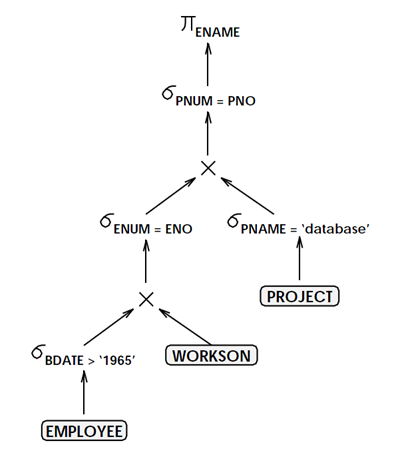 π ENAME
σ PNUM = PNO
×
σ ENUM = ENO
σ PNAME = ‘database’
PROJECT
×
σ BDATE > ‘1965’
WORKSON
EMPLOYEE